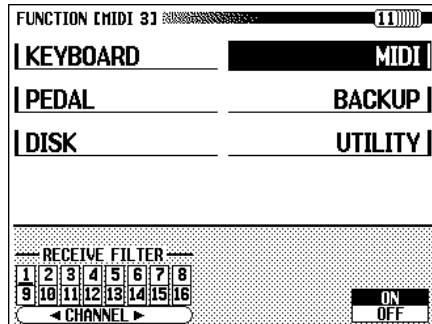 FUNCTION [MIDI 3] 11
KEYBOARD MIDI
PEDAL BACKUP
DISK UTILITY
RECEIVE FILTER
1 2 3 4 5 6 7 8
9 10 11 12 13 14 15 16
◄ CHANNEL ►
ON
OFF